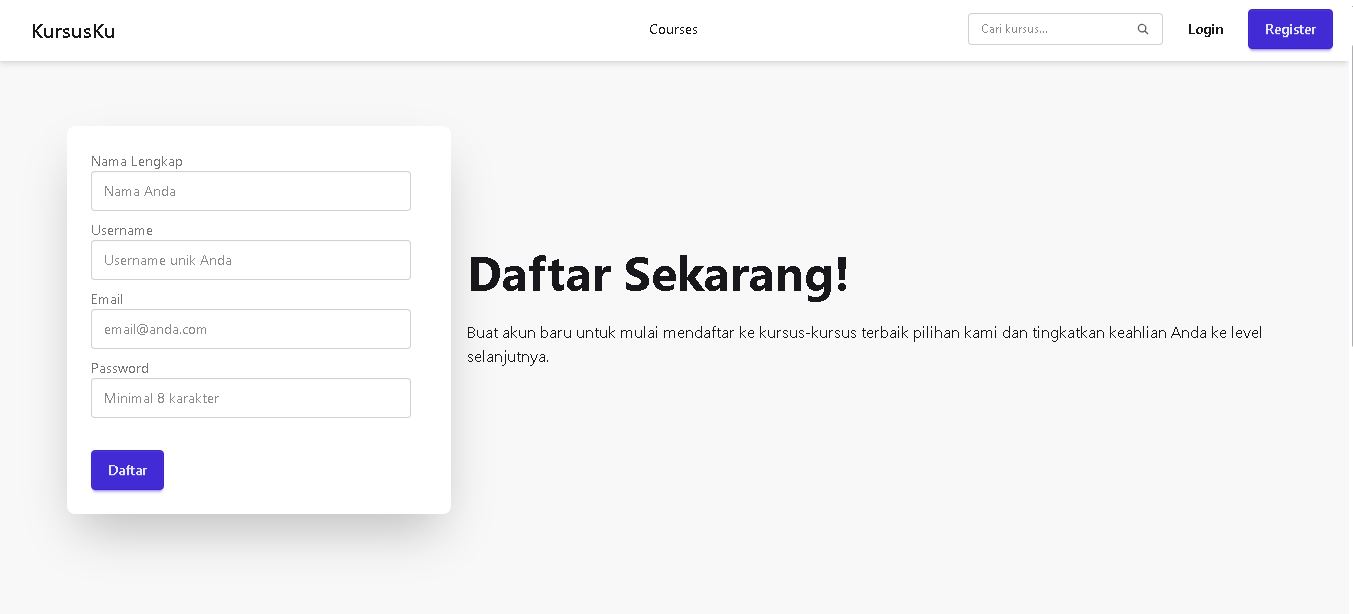 KursusKu
Courses
Cari kursus...
Login
Register
Nama Lengkap
Nama Anda
Username
Username unik Anda
Email
email@anda.com
Password
Minimal 8 karakter
Daftar
Daftar Sekarang!
Buat akun baru untuk mulai mendaftar ke kursus-kursus terbaik pilihan kami dan tingkatkan keahlian Anda ke level
selanjutnya.